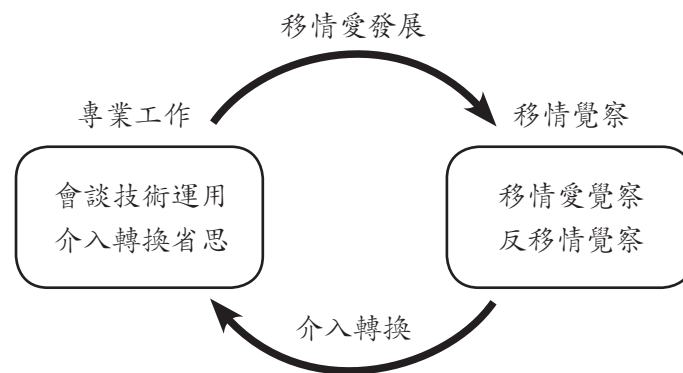 移情愛發展
專業工作
移情覺察
會談技術運用
介入轉換省思
移情愛覺察
反移情覺察
介入轉換